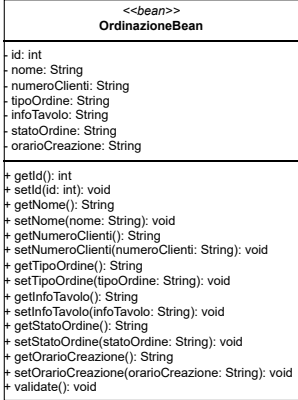 <<bean>>
OrdinazioneBean
- id: int
- nome: String
- numeroClienti: String
- tipoOrdine: String
- infoTavolo: String
- statoOrdine: String
- orarioCreazione: String
+ getId(): int
+ setId(id: int): void
+ getNome(): String
+ setNome(nome: String): void
+ getNumeroClienti(): String
+ setNumeroClienti(numeroClienti: String): void
+ getTipoOrdine(): String
+ setTipoOrdine(tipoOrdine: String): void
+ getInfoTavolo(): String
+ setInfoTavolo(infoTavolo: String): void
+ getStatoOrdine(): String
+ setStatoOrdine(statoOrdine: String): void
+ getOrarioCreazione(): String
+ setOrarioCreazione(orarioCreazione: String): void
+ validate(): void